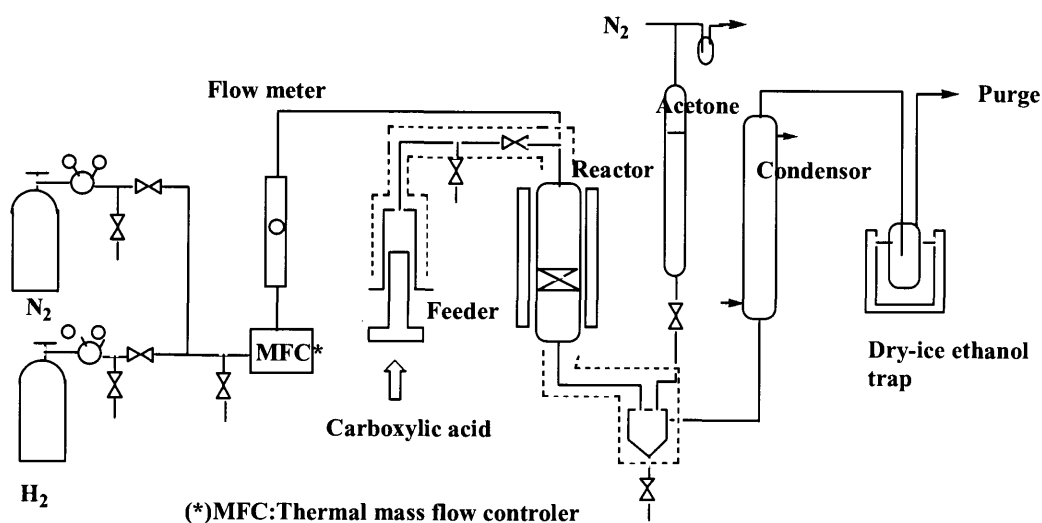 N2
Flow meter
Acetone
Purge
Reactor
Condensor
N2
Feeder
MFC*
Dry-ice ethanol
trap
Carboxylic acid
H2
(*)MFC:Thermal mass flow controler